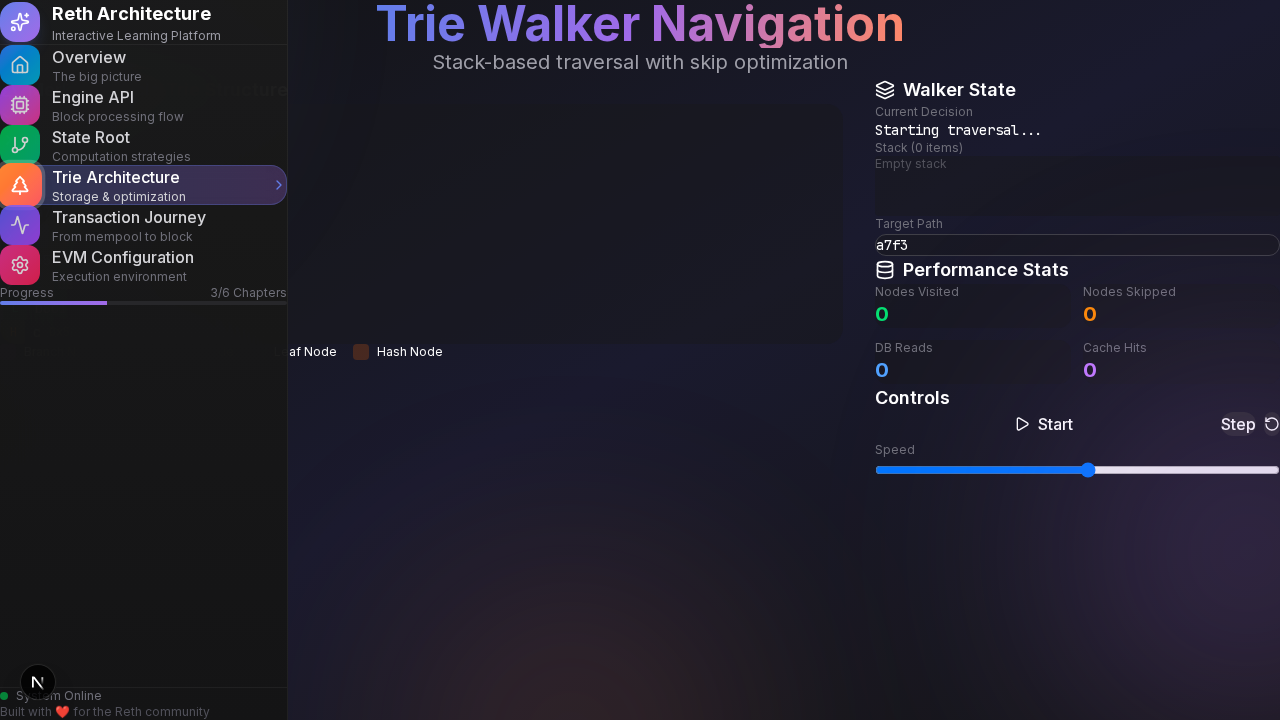 Reth Architecture
Interactive Learning Platform
Overview
The big picture
Engine API
Block processing flow
State Root
Computation strategies
Trie Architecture
Storage & optimization
Transaction Journey
From mempool to block
EVM Configuration
Execution environment
Progress
3/6 Chapters
System Online
Built with ❤️ for the Reth community
Trie Walker Navigation
Stack-based traversal with skip optimization
af Node
Hash Node
Walker State
Current Decision
Starting traversal...
Stack (0 items)
Empty stack
Target Path
a7f3
Performance Stats
Nodes Visited
0
Nodes Skipped
0
DB Reads
0
Cache Hits
0
Controls
Start
Step
Speed